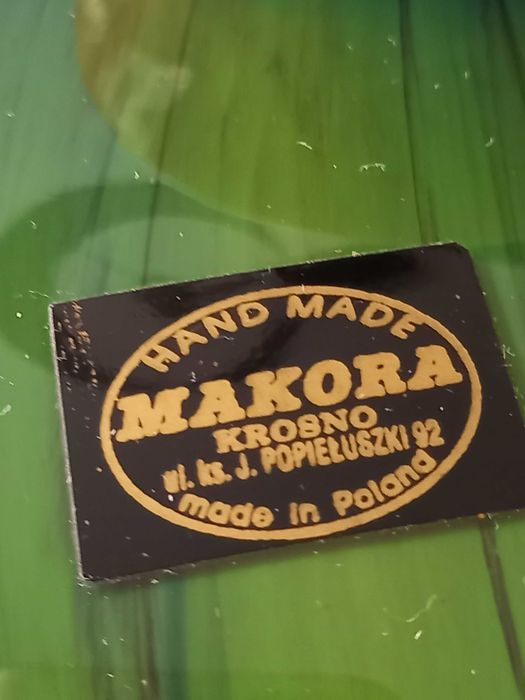 HAND MADE
MAKORA
KROSNO
ul. ks. J. POPIEŁUSZKI 92
made in Poland